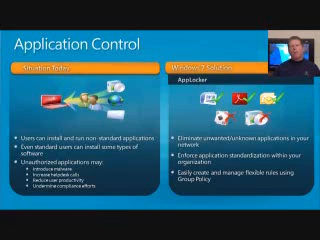 Application Control
Situation Today
Windows 7 Solution
AppLocker
Users can install and run non-standard applications
Even standard users can install some types of
software
Unauthorized applications may:
Introduce malware
Increase helpdesk calls
Reduce user productivity
Undermine compliance efforts
Eliminate unwanted/unknown applications in your
network
Enforce application standardization within your
organization
Easily create and manage flexible rules using
Group Policy